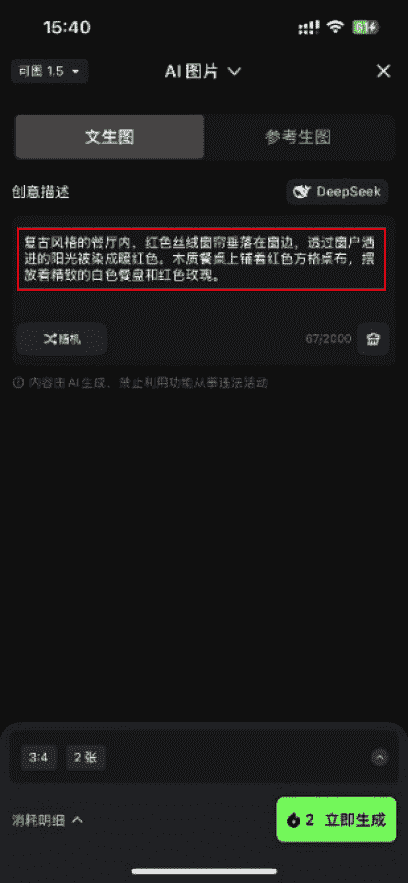 15:40
可图 1.5
AI 图片
文生图
参考生图
创意描述
DeepSeek
复古风格的餐厅内，红色丝绒窗帘垂落在窗边，透过窗户洒
进的阳光被染成暖红色。木质餐桌上铺着红色方格桌布，摆
放着精致的白色餐盘和红色玫瑰。
随机
67/2000
内容由 AI 生成，禁止利用功能从事违法活动
3:4
2 张
消耗明细
2 立即生成